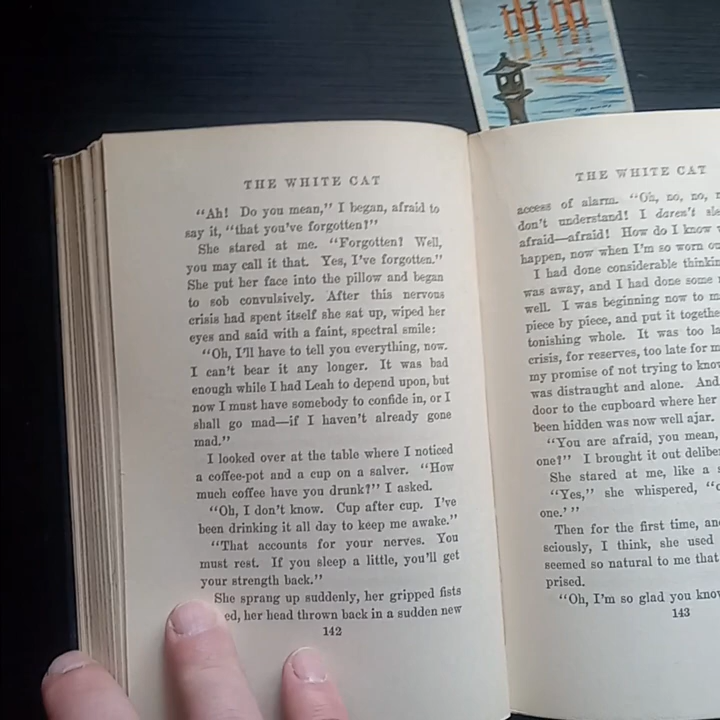 THE WHITE CAT
“Ah! Do you mean,” I began, afraid to
say it, “that you've forgotten?”
She stared at me. “Forgotten? Well,
you may call it that. Yes, I've forgotten.”
She put her face into the pillow and began
to sob convulsively. After this nervous
crisis had spent itself she sat up, wiped her
eyes and said with a faint, spectral smile:
“Oh, I'll have to tell you everything, now.
I can't bear it any longer. It was bad
enough while I had Leah to depend upon, but
now I must have somebody to confide in, or I
shall go mad—if I haven't already gone
mad.”
I looked over at the table where I noticed
a coffee-pot and a cup on a salver. “How
much coffee have you drunk?” I asked.
“Oh, I don't know. Cup after cup. I've
been drinking it all day to keep me awake.”
“That accounts for your nerves. You
must rest. If you sleep a little, you'll get
your strength back.”
She sprang up suddenly, her gripped fists
ed, her head thrown back in a sudden new
142
THE WHITE CAT
access of alarm. “Oh, no, no,
don't understand! I daren't
afraid—afraid! How do I know
happen, now when I'm so worn
I had done considerable
was away, and I had done some
well. I was beginning now to
piece by piece, and put it
whole. It was too
crisis, for reserves, too late for
my promise of not trying to
was distraught and alone. And
door to the cupboard where her
been hidden was now well ajar.
“You are afraid, you mean,
one?” I brought it out
She stared at me, like a
“Yes,” she whispered,
one.’”
Then for the first time,
I think, she used
seemed so natural to me that
“Oh, I'm so glad you
143